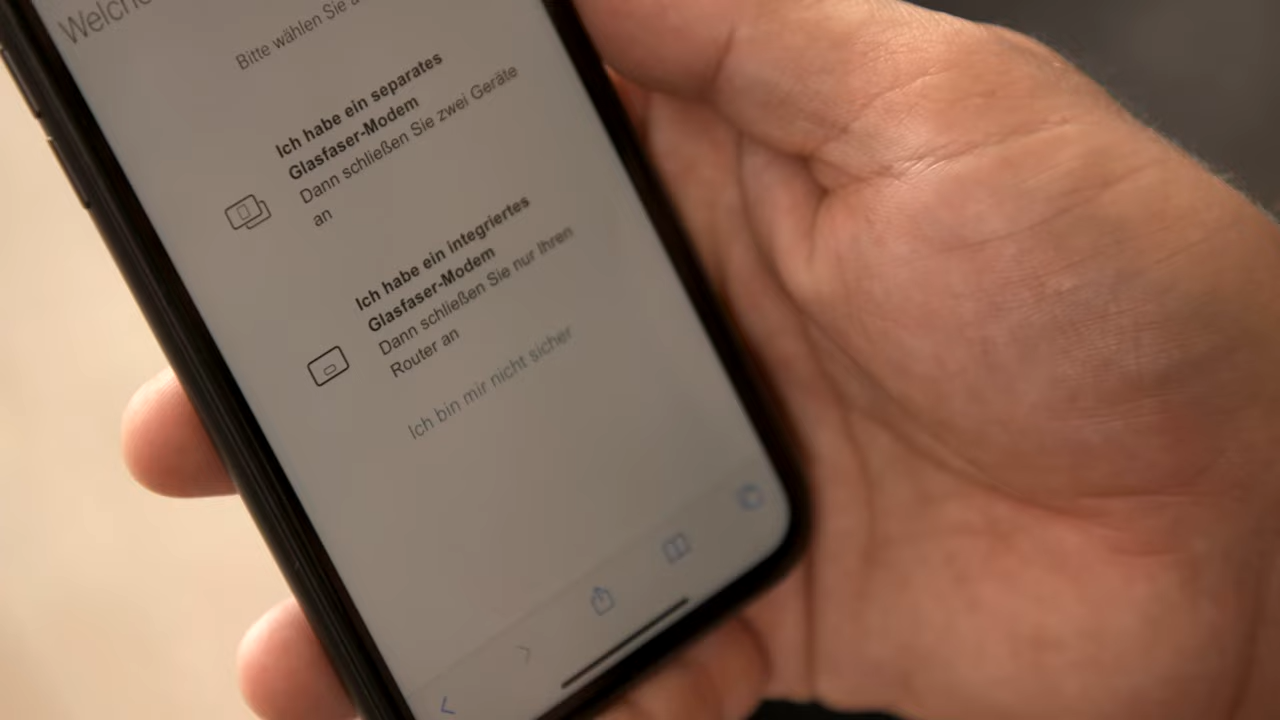 Welche
Bitte wählen Sie a
Ich habe ein separates
Glasfaser-Modem
Dann schließen Sie zwei Geräte
an
Ich habe ein integriertes
Glasfaser-Modem
Dann schließen Sie nur Ihren
Router an
Ich bin mir nicht sicher